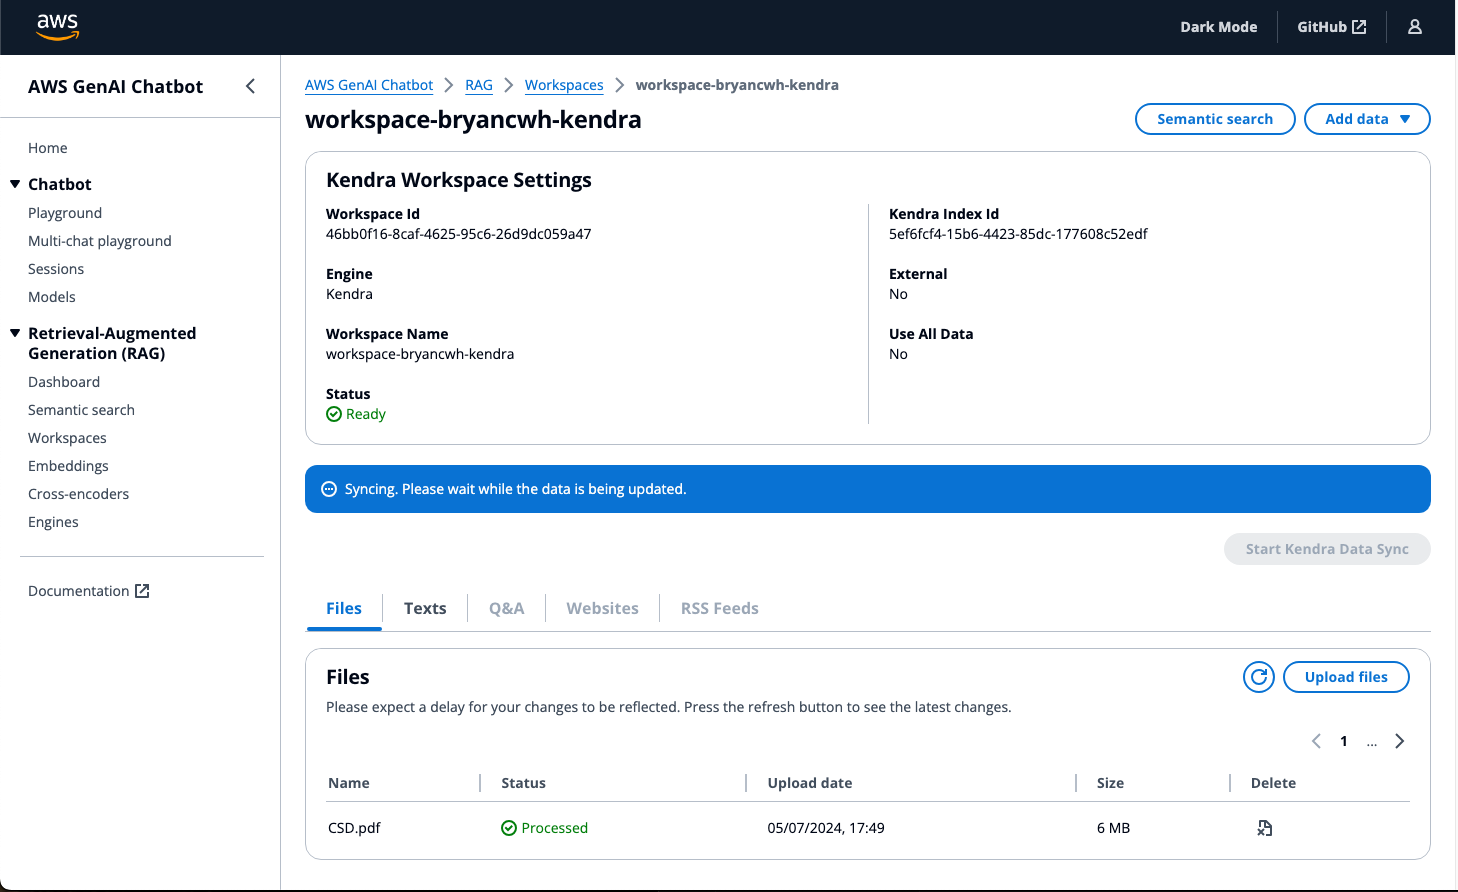 aws
Dark Mode
GitHub
AWS GenAI Chatbot
Home
Chatbot
Playground
Multi-chat playground
Sessions
Models
Retrieval-Augmented
Generation (RAG)
Dashboard
Semantic search
Workspaces
Embeddings
Cross-encoders
Engines
Documentation
AWS GenAI Chatbot > RAG > Workspaces > workspace-bryancwh-kendra
workspace-bryancwh-kendra
Semantic search
Add data
Kendra Workspace Settings
Workspace Id
46bb0f16-8caf-4625-95c6-26d9dc059a47
Engine
Kendra
Workspace Name
workspace-bryancwh-kendra
Status
Ready
Kendra Index Id
5ef6fcf4-15b6-4423-85dc-177608c52edf
External
No
Use All Data
No
Syncing. Please wait while the data is being updated.
Start Kendra Data Sync
Files Texts Q&A Websites RSS Feeds
Files
Upload files
Please expect a delay for your changes to be reflected. Press the refresh button to see the latest changes.
1 ...
Name Status Upload date Size Delete
CSD.pdf Processed 05/07/2024, 17:49 6 MB